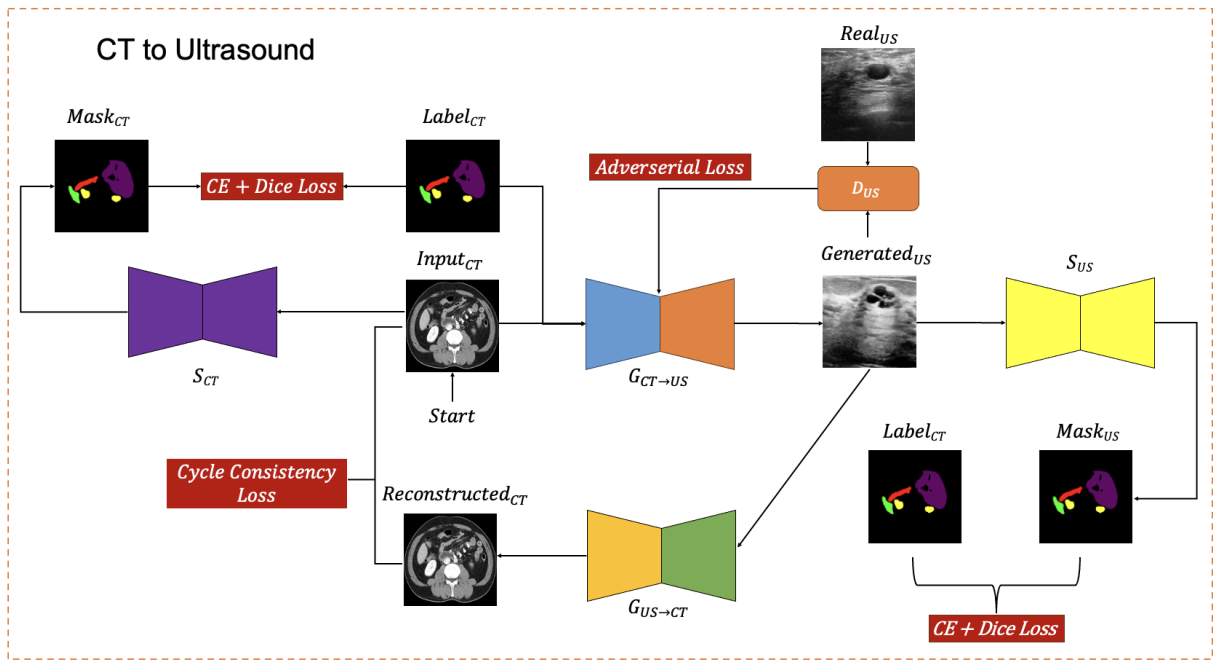 CT to Ultrasound
Real_US
Mask_CT
Label_CT
CE + Dice Loss
Adverserial Loss
D_US
Input_CT
Generated_US
S_US
S_CT
G_CT→US
Start
Label_CT
Mask_US
Cycle Consistency
Loss
Reconstructed_CT
G_US→CT
CE + Dice Loss